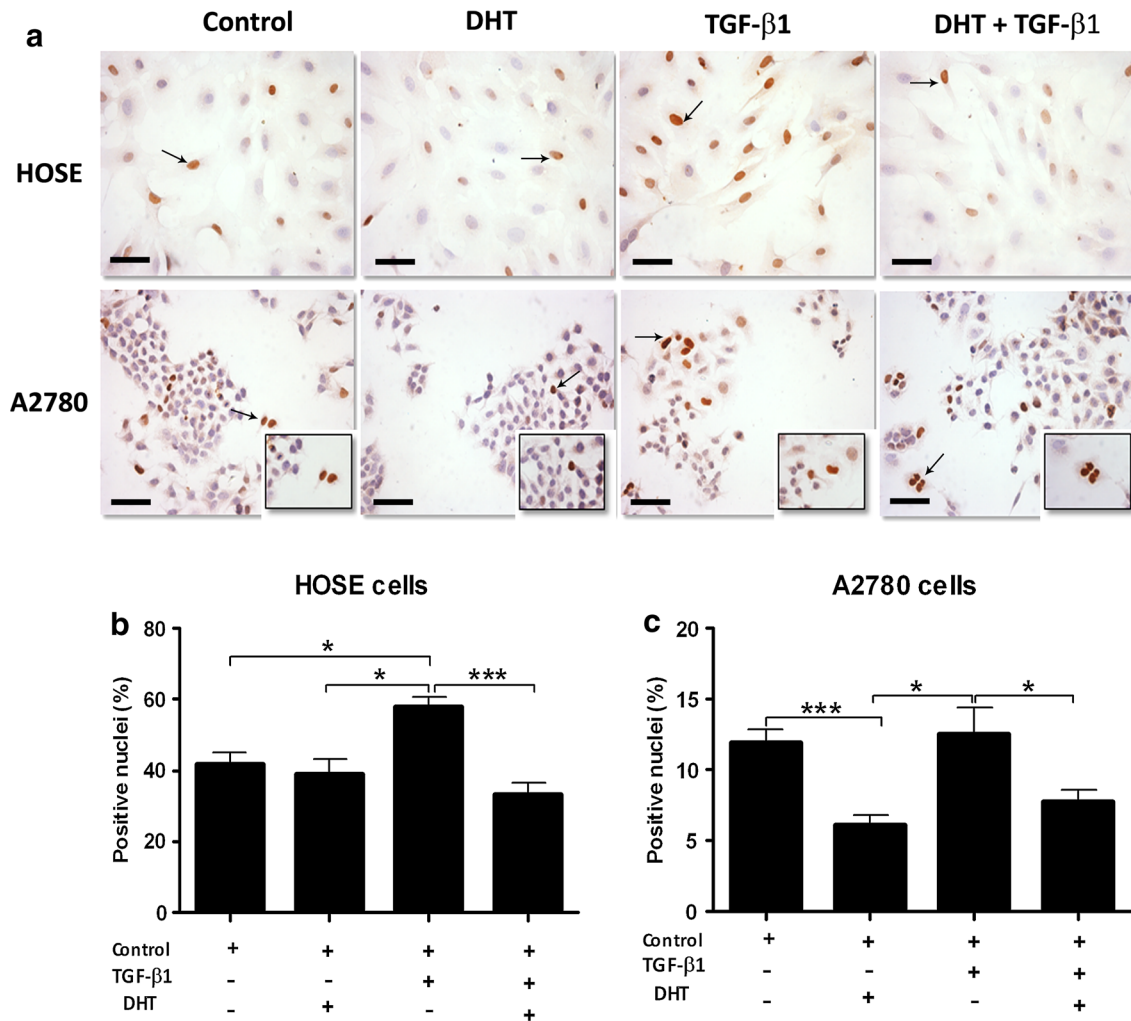 a
Control DHT TGF-β1 DHT + TGF-β1
HOSE
A2780
HOSE cells
b
Positive nuclei (%)
80
60
40
20
0
* * ***
Control + + + +
TGF-β1 - - + +
DHT - + - +
A2780 cells
c
Positive nuclei (%)
20
15
10
5
0
*** * *
Control + + + +
TGF-β1 - - + +
DHT - + - +